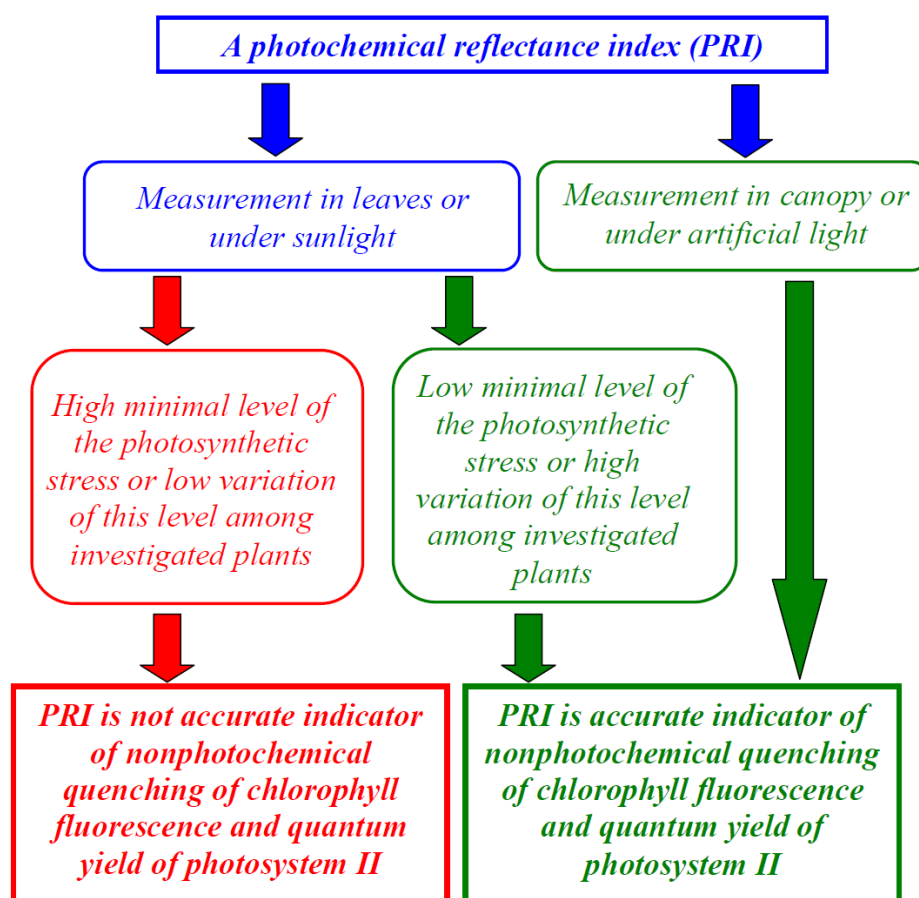 A photochemical reflectance index (PRI)
Measurement in leaves or
under sunlight
Measurement in canopy or
under artificial light
High minimal level of
the photosynthetic
stress or low variation
of this level among
investigated plants
Low minimal level of
the photosynthetic
stress or high
variation of this level
among investigated
plants
PRI is not accurate indicator
of nonphotochemical
quenching of chlorophyll
fluorescence and quantum
yield of photosystem II
PRI is accurate indicator of
nonphotochemical quenching
of chlorophyll fluorescence
and quantum yield of
photosystem II